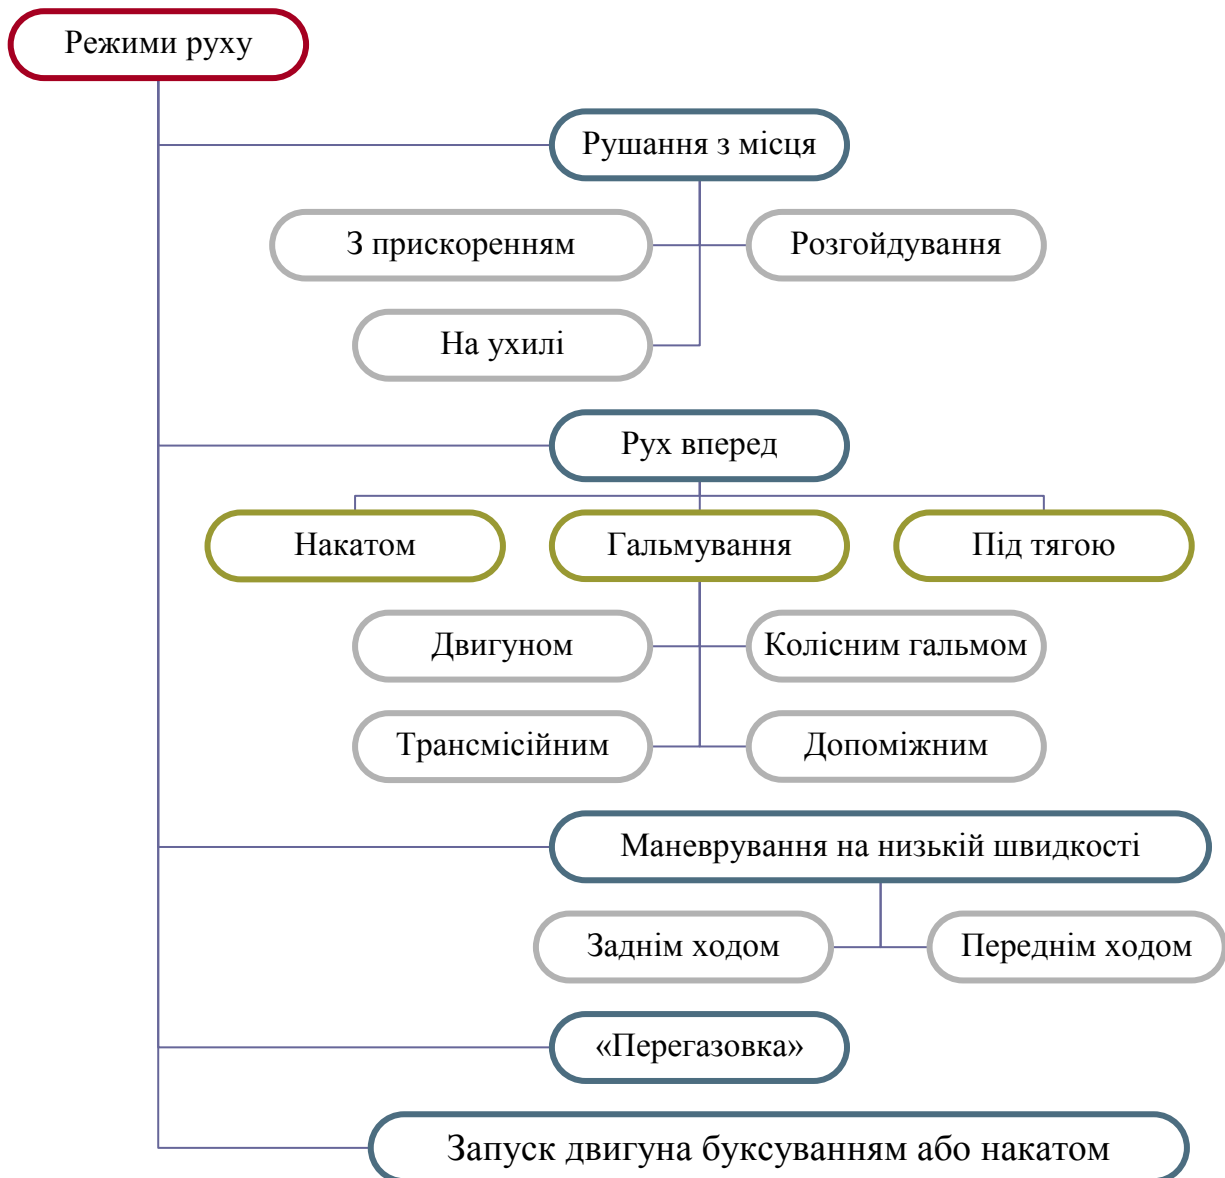 Режими руху
Рушання з місця
З прискоренням
Розгойдування
На ухилі
Рух вперед
Накатом
Гальмування
Під тягою
Двигуном
Колісним гальмом
Трансмісійним
Допоміжним
Маневрування на низькій швидкості
Заднім ходом
Переднім ходом
«Перегазовка»
Запуск двигуна буксуванням або накатом